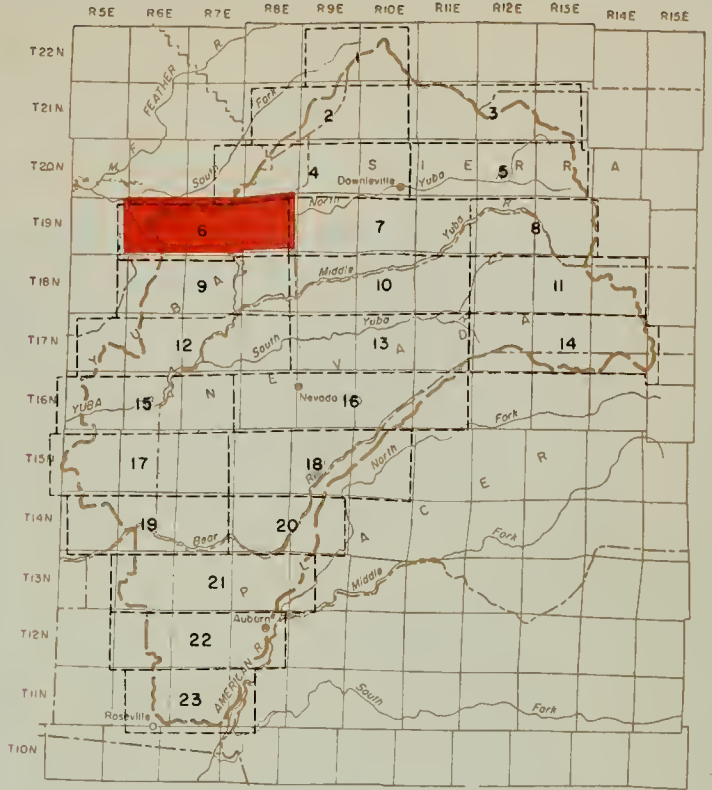 R5E R6E R7E R8E R9E R10E R11E R12E R13E R14E R15E
T22N
FEATHER R
Fork
1
T21N
2
3
T20N
M F
South
4
S I E R R A
5
Downieville
Yuba
North
T19N
6
7
Yuba R
8
T18N
9
Middle
10
11
Y U B A
T17N
12
South
Yuba
13
14
N E V A D A
T16N
YUBA
15
Nevada
16
Fork
T15N
17
18
R
North
T14N
19
Bear
20
Fork
P L A C E R
T13N
21
Middle
Auburn
T12N
22
AMERICAN R
T11N
23
South
Fork
Roseville
T10N